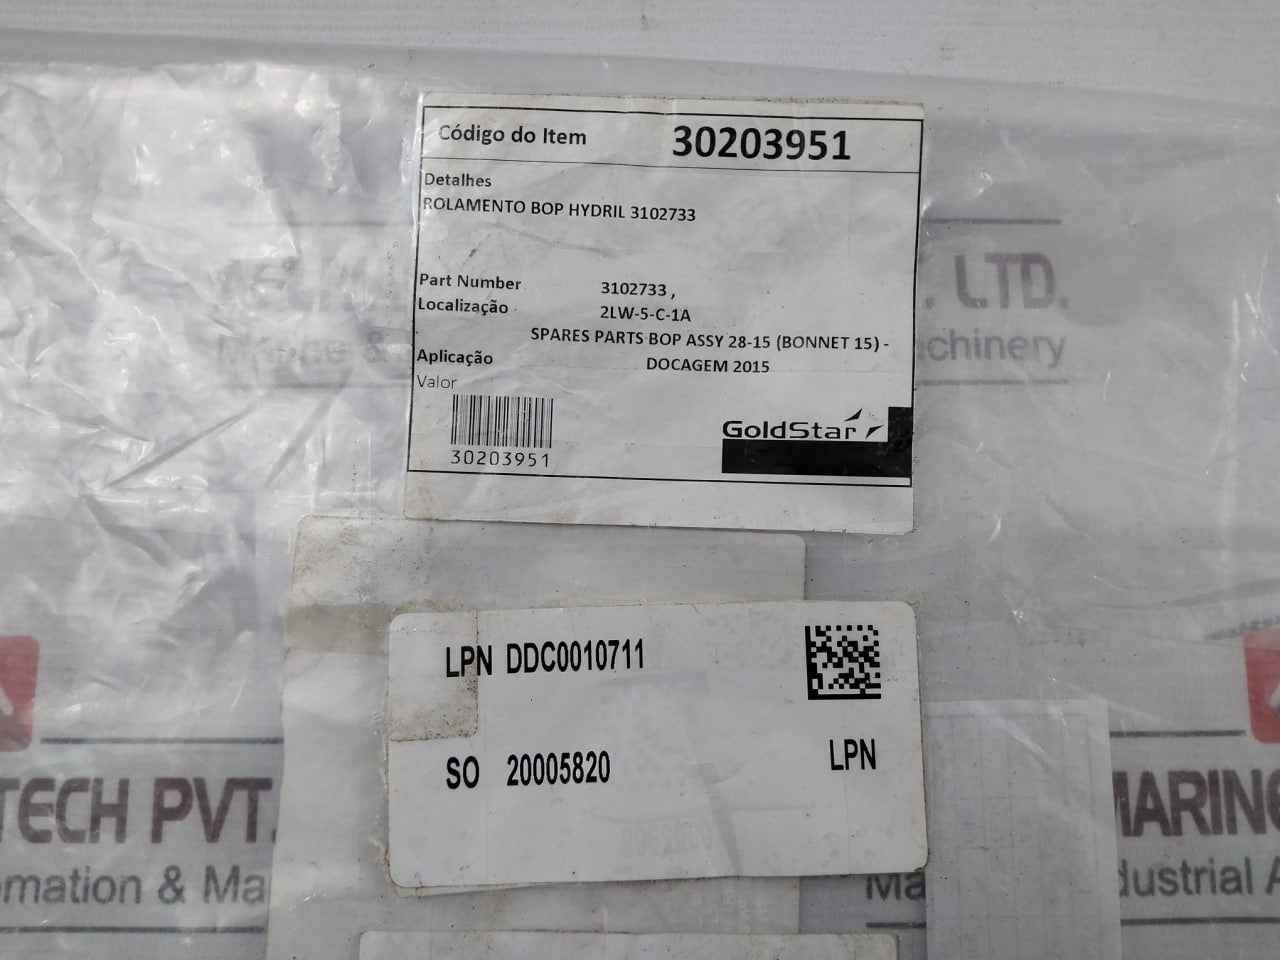 Código do Item 30203951
Detalhes
ROLAMENTO BOP HYDRIL 3102733
Part Number 3102733 ,
Localização 2LW-5-C-1A
SPARES PARTS BOP ASSY 28-15 (BONNET 15) -
Aplicação DOCAGEM 2015
Valor
GoldStar
30203951
LTD.
chinery
LPN DDC0010711
SO 20005820
LPN
TECH PVT.
omation & Ma
MARINE
dustrial A